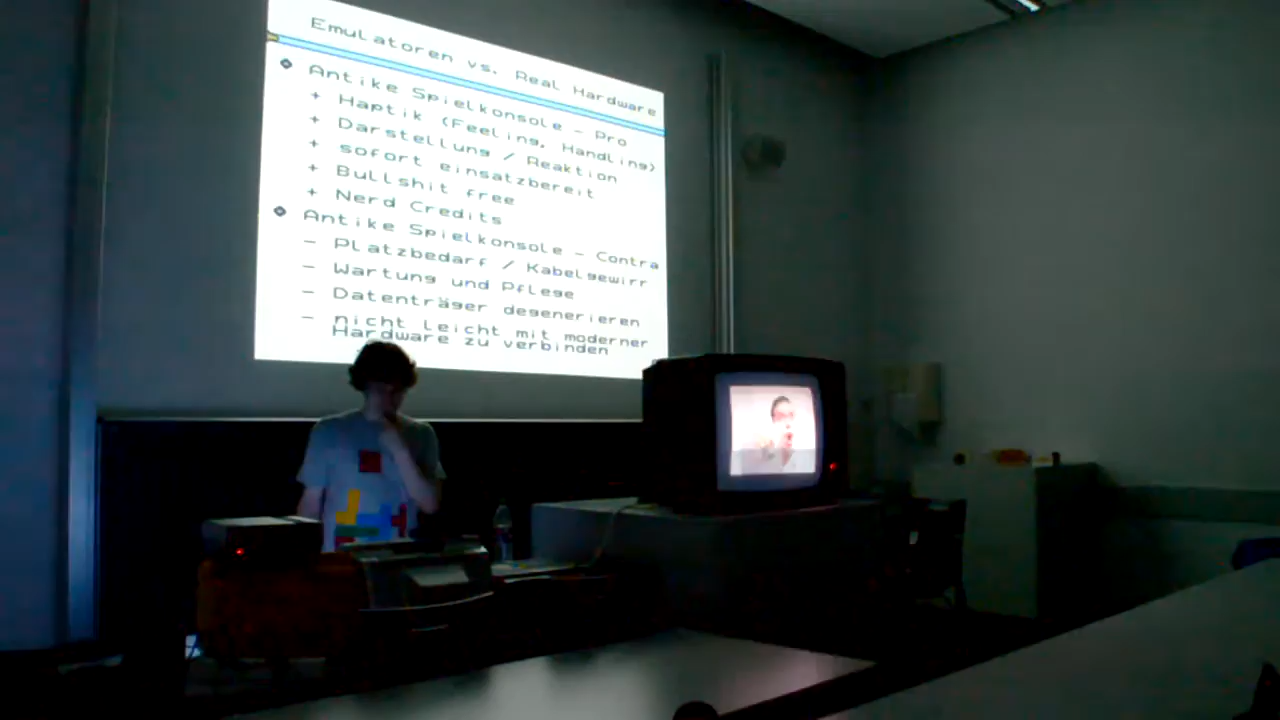 Emulatoren vs. Real Hardware
Antike Spielkonsole - Pro
+ Haptik (Feeling, Handling)
+ Darstellung / Reaktion
+ sofort einsatzbereit
+ Bullshit free
+ Nerd Credits
Antike Spielkonsole - Contra
- Platzbedarf / Kabelgewirr
- Wartung und Pflege
- Datenträger degenerieren
- nicht leicht mit moderner
Hardware zu verbinden